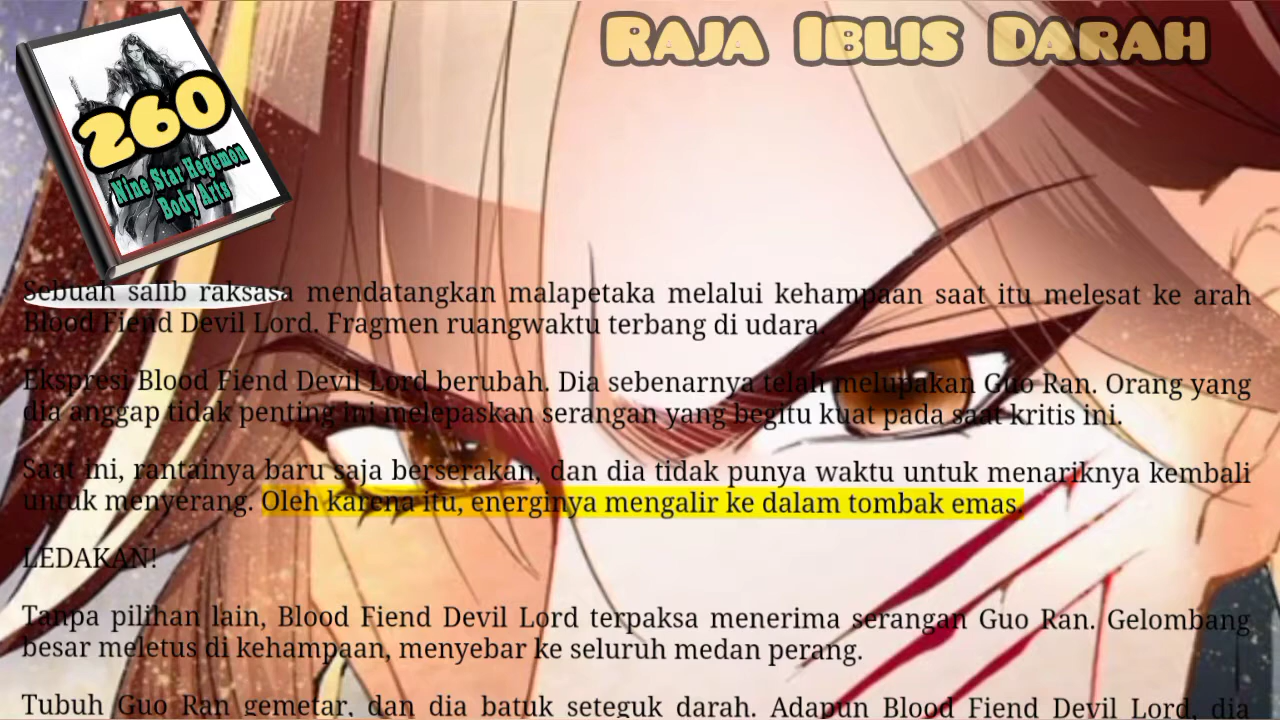 Raja Iblis Darah
260
Nine Star Hegemon
Body Arts
Sebuah salib raksasa mendatangkan malapetaka melalui kehampaan saat itu melesat ke arah
Blood Fiend Devil Lord. Fragmen ruangwaktu terbang di udara.
Ekspresi Blood Fiend Devil Lord berubah. Dia sebenarnya telah melupakan Guo Ran. Orang yang
dia anggap tidak penting ini melepaskan serangan yang begitu kuat pada saat kritis ini.
Saat ini, rantainya baru saja berserakan, dan dia tidak punya waktu untuk menariknya kembali
untuk menyerang. Oleh karena itu, energinya mengalir ke dalam tombak emas.
LEDAKAN!
Tanpa pilihan lain, Blood Fiend Devil Lord terpaksa menerima serangan Guo Ran. Gelombang
besar meletus di kehampaan, menyebar ke seluruh medan perang.
Tubuh Guo Ran gemetar, dan dia batuk seteguk darah. Adapun Blood Fiend Devil Lord, dia